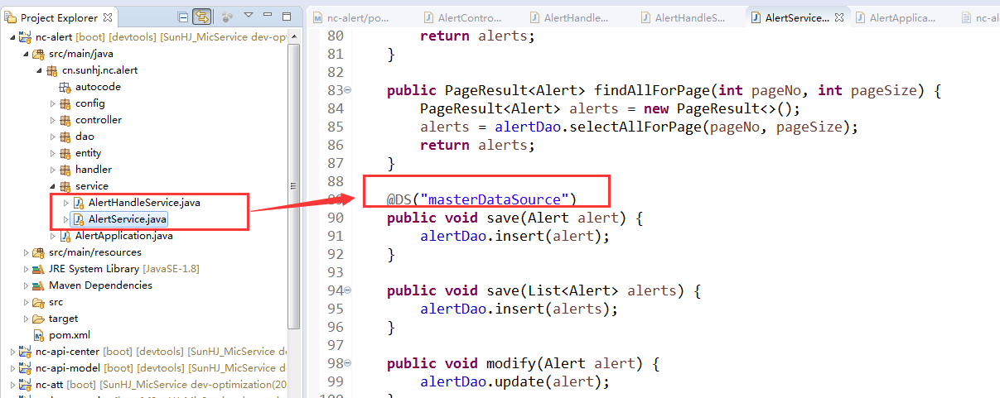 Project Explorer
nc-alert [boot] [devtools] [SunHJ_MicService dev-op
src/main/java
cn.sunhj.nc.alert
autocode
config
controller
dao
entity
handler
service
AlertHandleService.java
AlertService.java
AlertApplication.java
src/main/resources
JRE System Library [JavaSE-1.8]
Maven Dependencies
src
target
pom.xml
nc-api-center [boot] [devtools] [SunHJ_MicService de
nc-api-model [boot] [devtools] [SunHJ_MicService de
nc-att [boot] [SunHJ_MicService dev-optimization(20
nc-alert/po... AlertContro... AlertHandle... AlertHandleS... AlertService... AlertApplica... nc-al
80 return alerts;
81 }
82
83 public PageResult<Alert> findAllForPage(int pageNo, int pageSize) {
84 PageResult<Alert> alerts = new PageResult<>();
85 alerts = alertDao.selectAllForPage(pageNo, pageSize);
86 return alerts;
87 }
88
@DS("masterDataSource")
90 public void save(Alert alert) {
91 alertDao.insert(alert);
92 }
93
94 public void save(List<Alert> alerts) {
95 alertDao.insert(alerts);
96 }
97
98 public void modify(Alert alert) {
99 alertDao.update(alert);